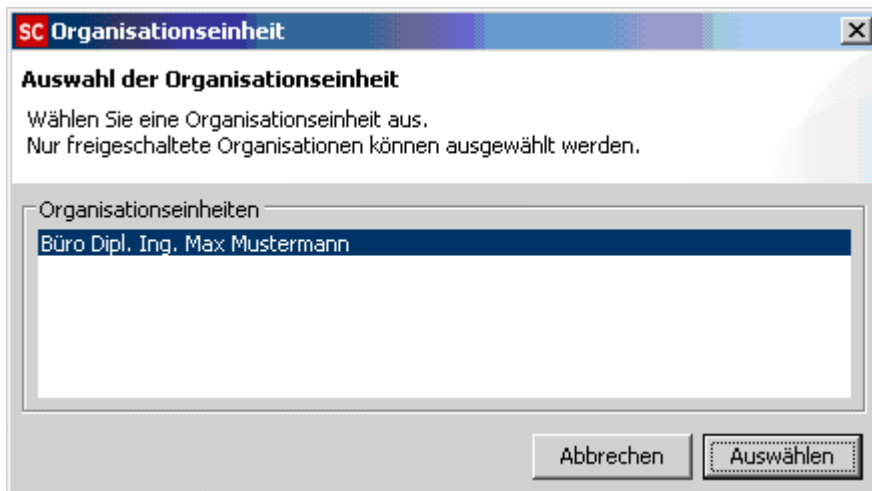 SC Organisationseinheit
Auswahl der Organisationseinheit
Wählen Sie eine Organisationseinheit aus.
Nur freigeschaltete Organisationen können ausgewählt werden.
Organisationseinheiten
Büro Dipl. Ing. Max Mustermann
Abbrechen Auswählen